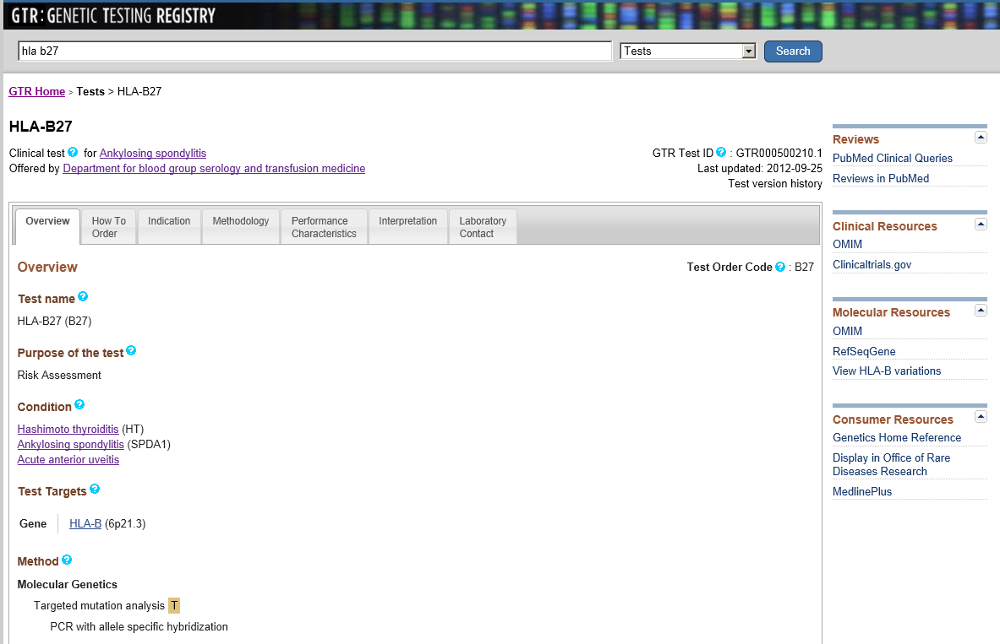 GTR: GENETIC TESTING REGISTRY
hla b27
Tests
Search
GTR Home > Tests > HLA-B27
HLA-B27
Clinical test ? for Ankylosing spondylitis
Offered by Department for blood group serology and transfusion medicine
GTR Test ID ? : GTR000500210.1
Last updated: 2012-09-25
Test version history
Overview
How To
Order
Indication
Methodology
Performance
Characteristics
Interpretation
Laboratory
Contact
Overview
Test Order Code ? : B27
Test name ?
HLA-B27 (B27)
Purpose of the test ?
Risk Assessment
Condition ?
Hashimoto thyroiditis (HT)
Ankylosing spondylitis (SPDA1)
Acute anterior uveitis
Test Targets ?
Gene HLA-B (6p21.3)
Method ?
Molecular Genetics
Targeted mutation analysis T
PCR with allele specific hybridization
Reviews
PubMed Clinical Queries
Reviews in PubMed
Clinical Resources
OMIM
Clinicaltrials.gov
Molecular Resources
OMIM
RefSeqGene
View HLA-B variations
Consumer Resources
Genetics Home Reference
Display in Office of Rare
Diseases Research
MedlinePlus